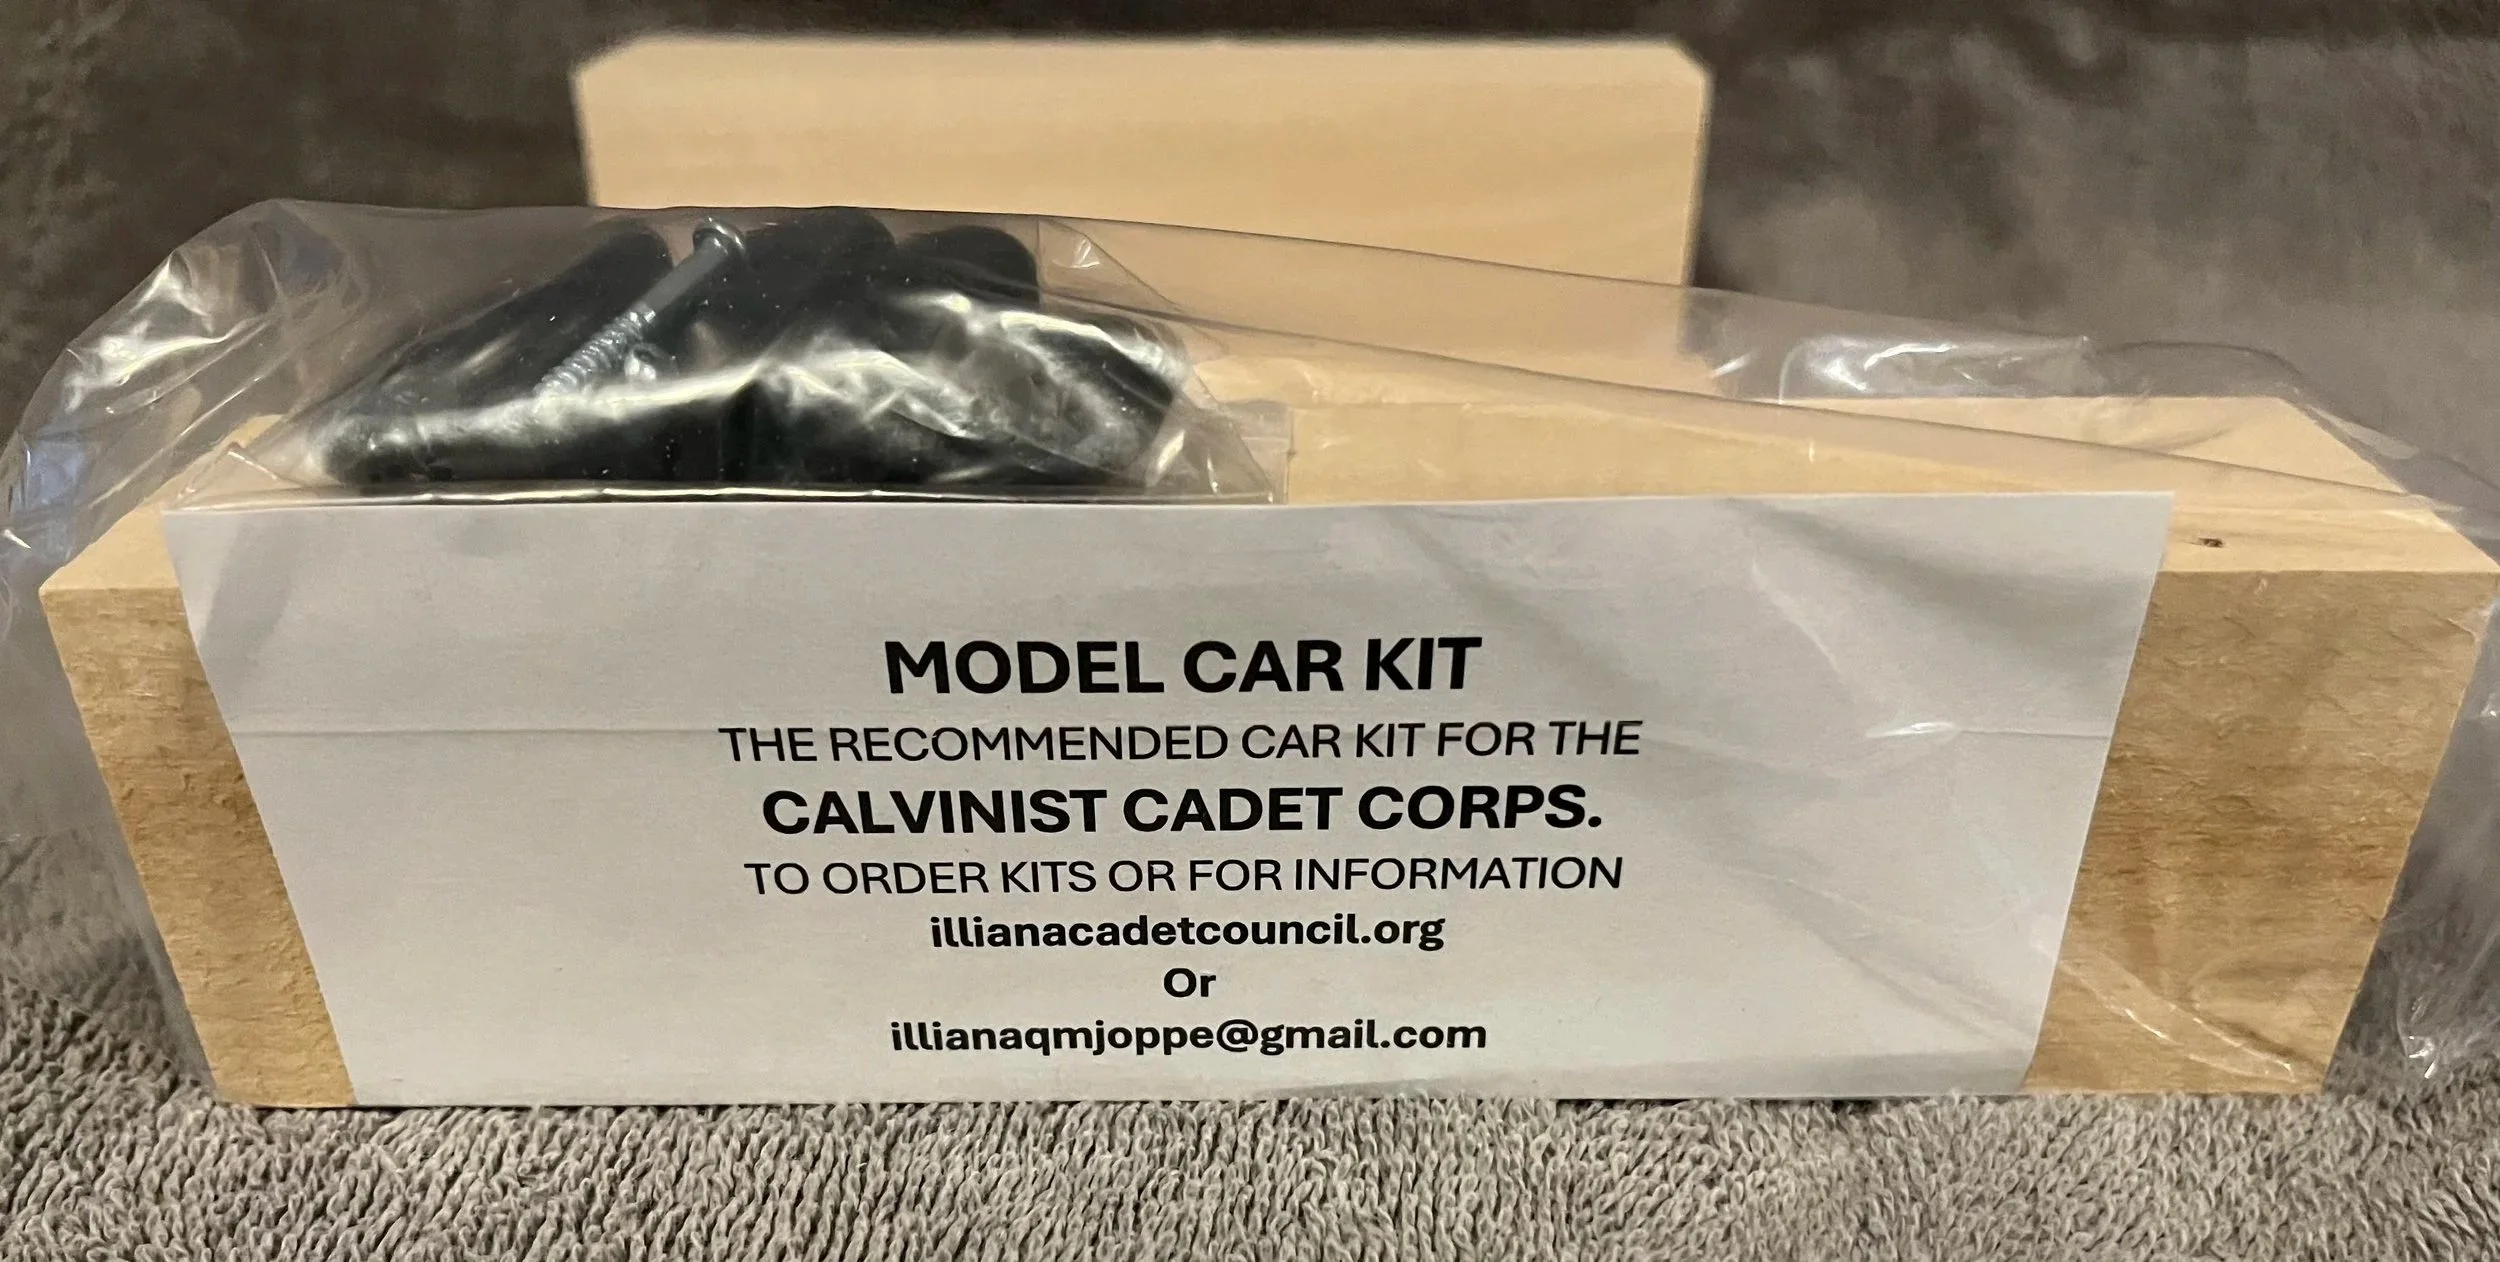 MODEL CAR KIT
THE RECOMMENDED CAR KIT FOR THE
CALVINIST CADET CORPS.
TO ORDER KITS OR FOR INFORMATION
illianacadetcouncil.org
Or
illianaqmjoppe@gmail.com